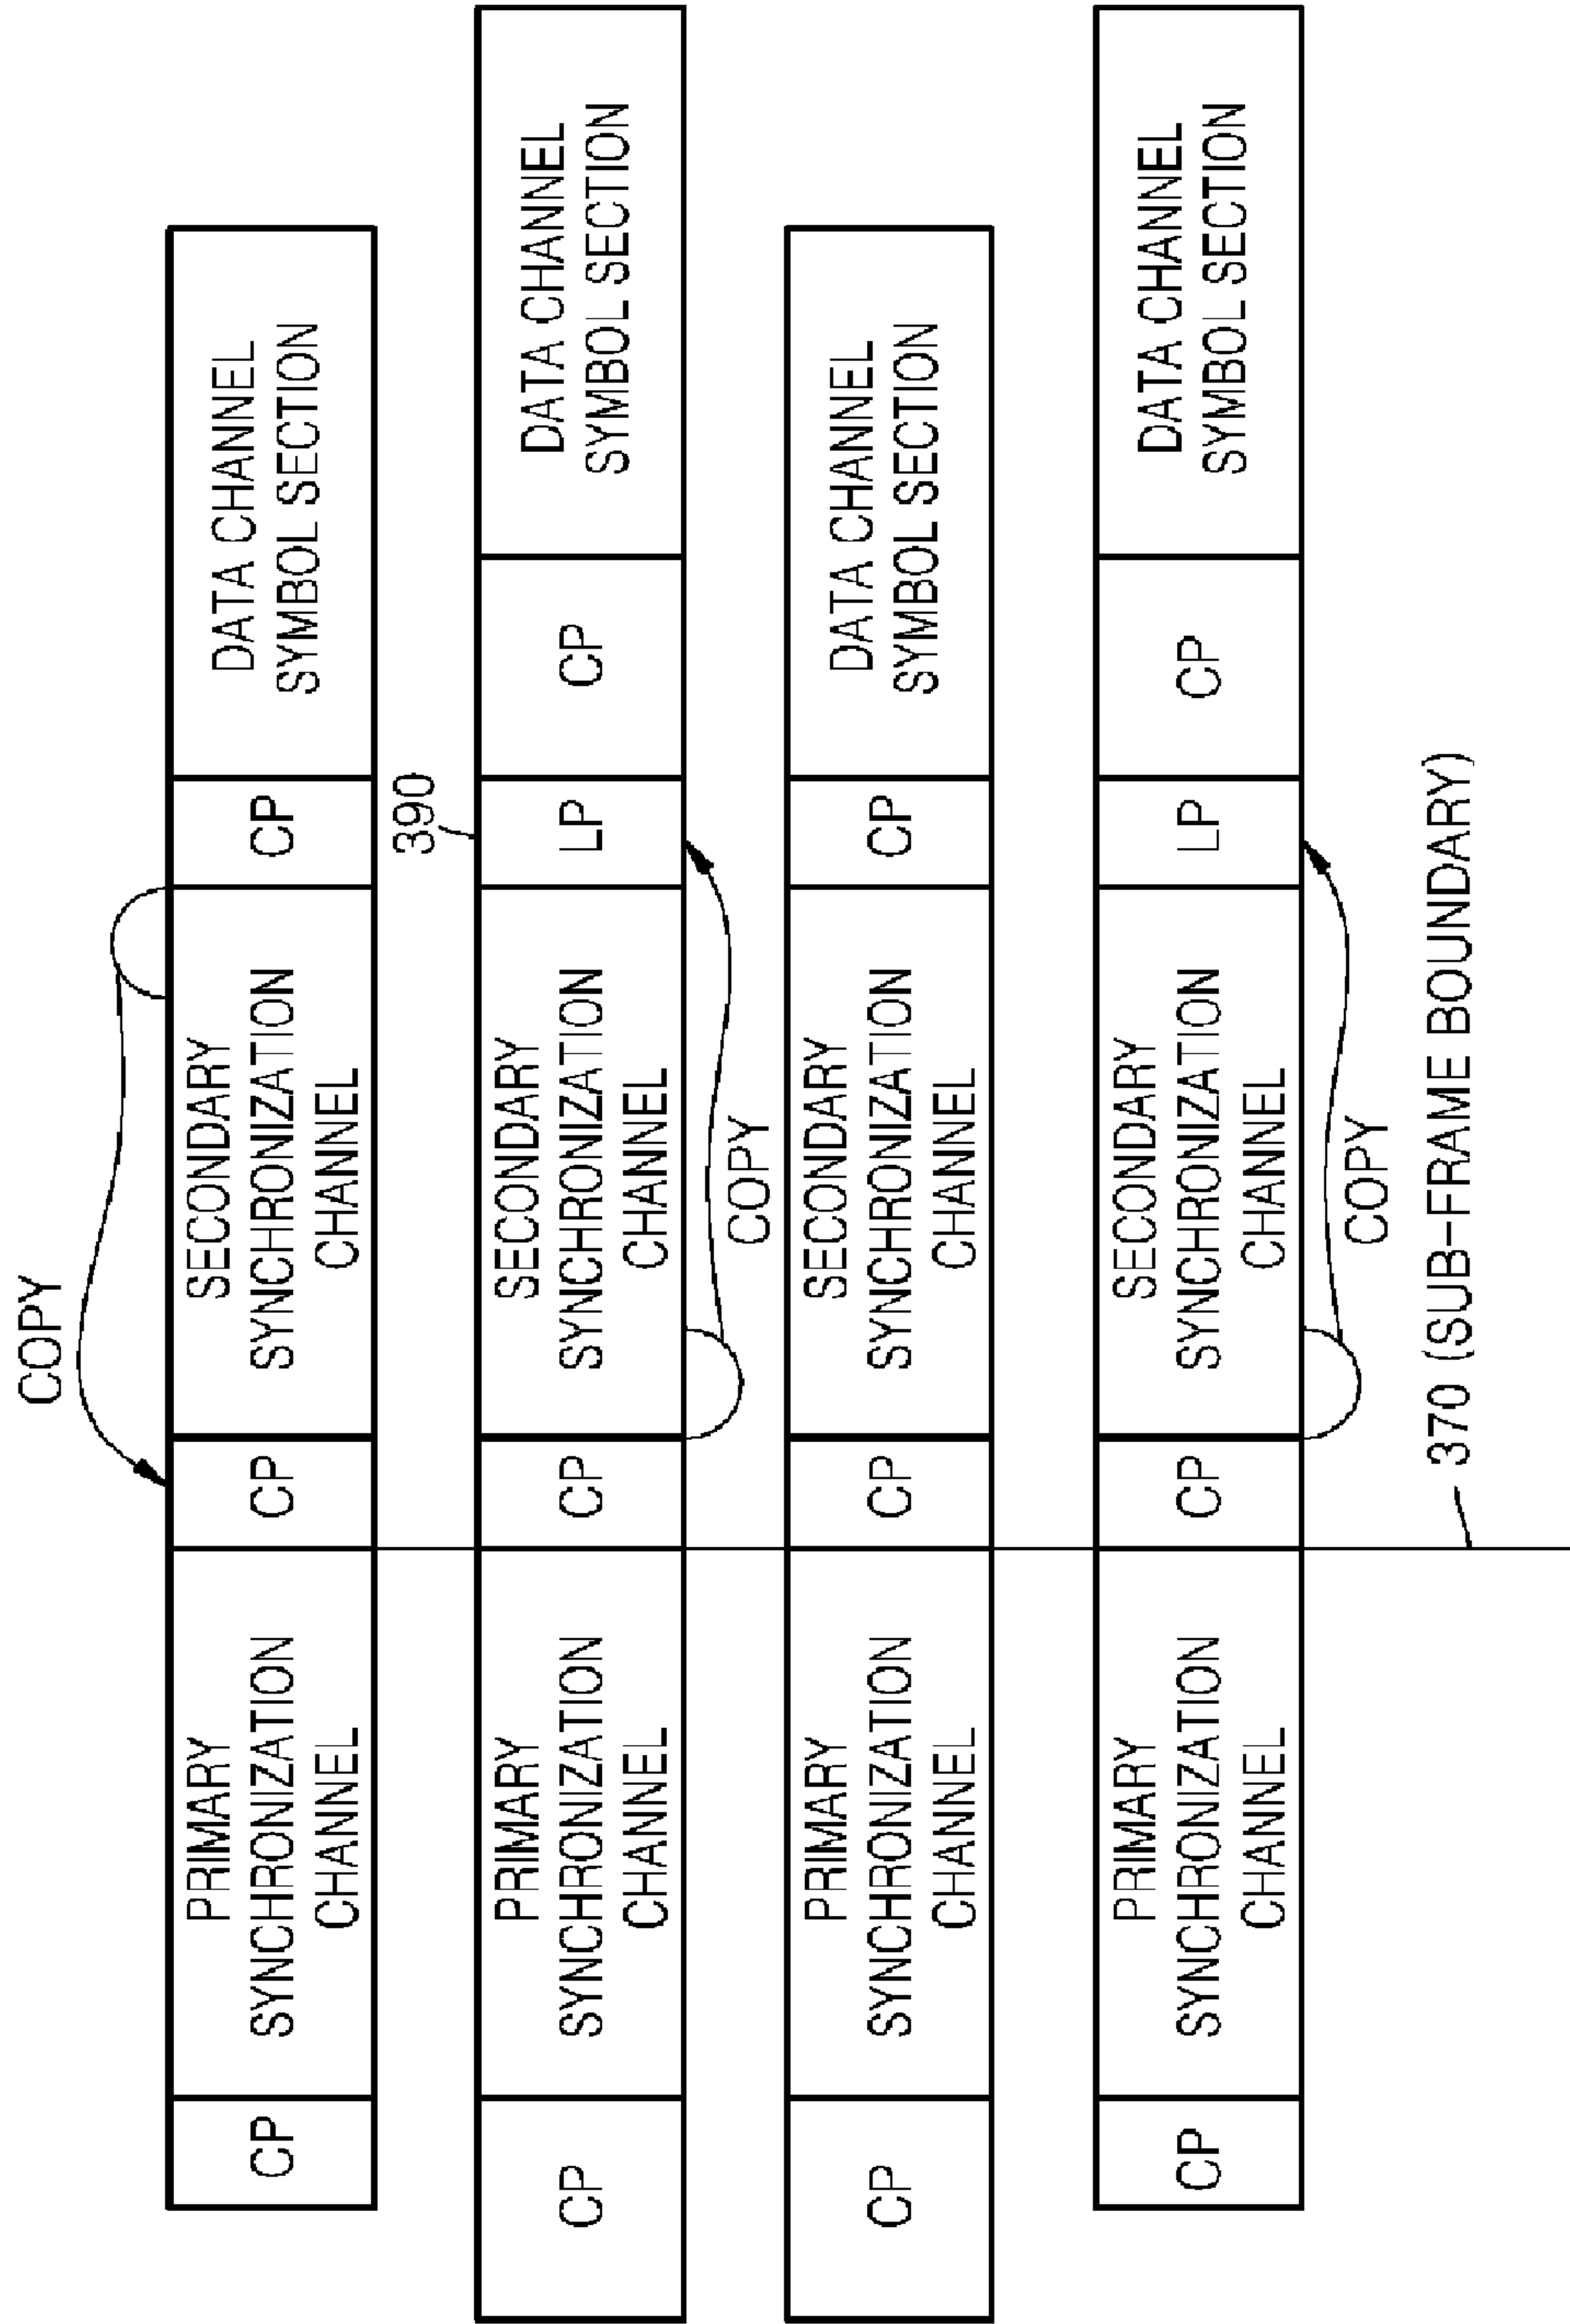 COPY
CP
PRIMARY
SYNCHRONIZATION
CHANNEL
CP
SECONDARY
SYNCHRONIZATION
CHANNEL
CP
DATA CHANNEL
SYMBOL SECTION
390
CP
PRIMARY
SYNCHRONIZATION
CHANNEL
CP
SECONDARY
SYNCHRONIZATION
CHANNEL
LP
CP
DATA CHANNEL
SYMBOL SECTION
COPY
CP
PRIMARY
SYNCHRONIZATION
CHANNEL
CP
SECONDARY
SYNCHRONIZATION
CHANNEL
CP
DATA CHANNEL
SYMBOL SECTION
CP
PRIMARY
SYNCHRONIZATION
CHANNEL
CP
SECONDARY
SYNCHRONIZATION
CHANNEL
LP
CP
DATA CHANNEL
SYMBOL SECTION
COPY
370 (SUB-FRAME BOUNDARY)